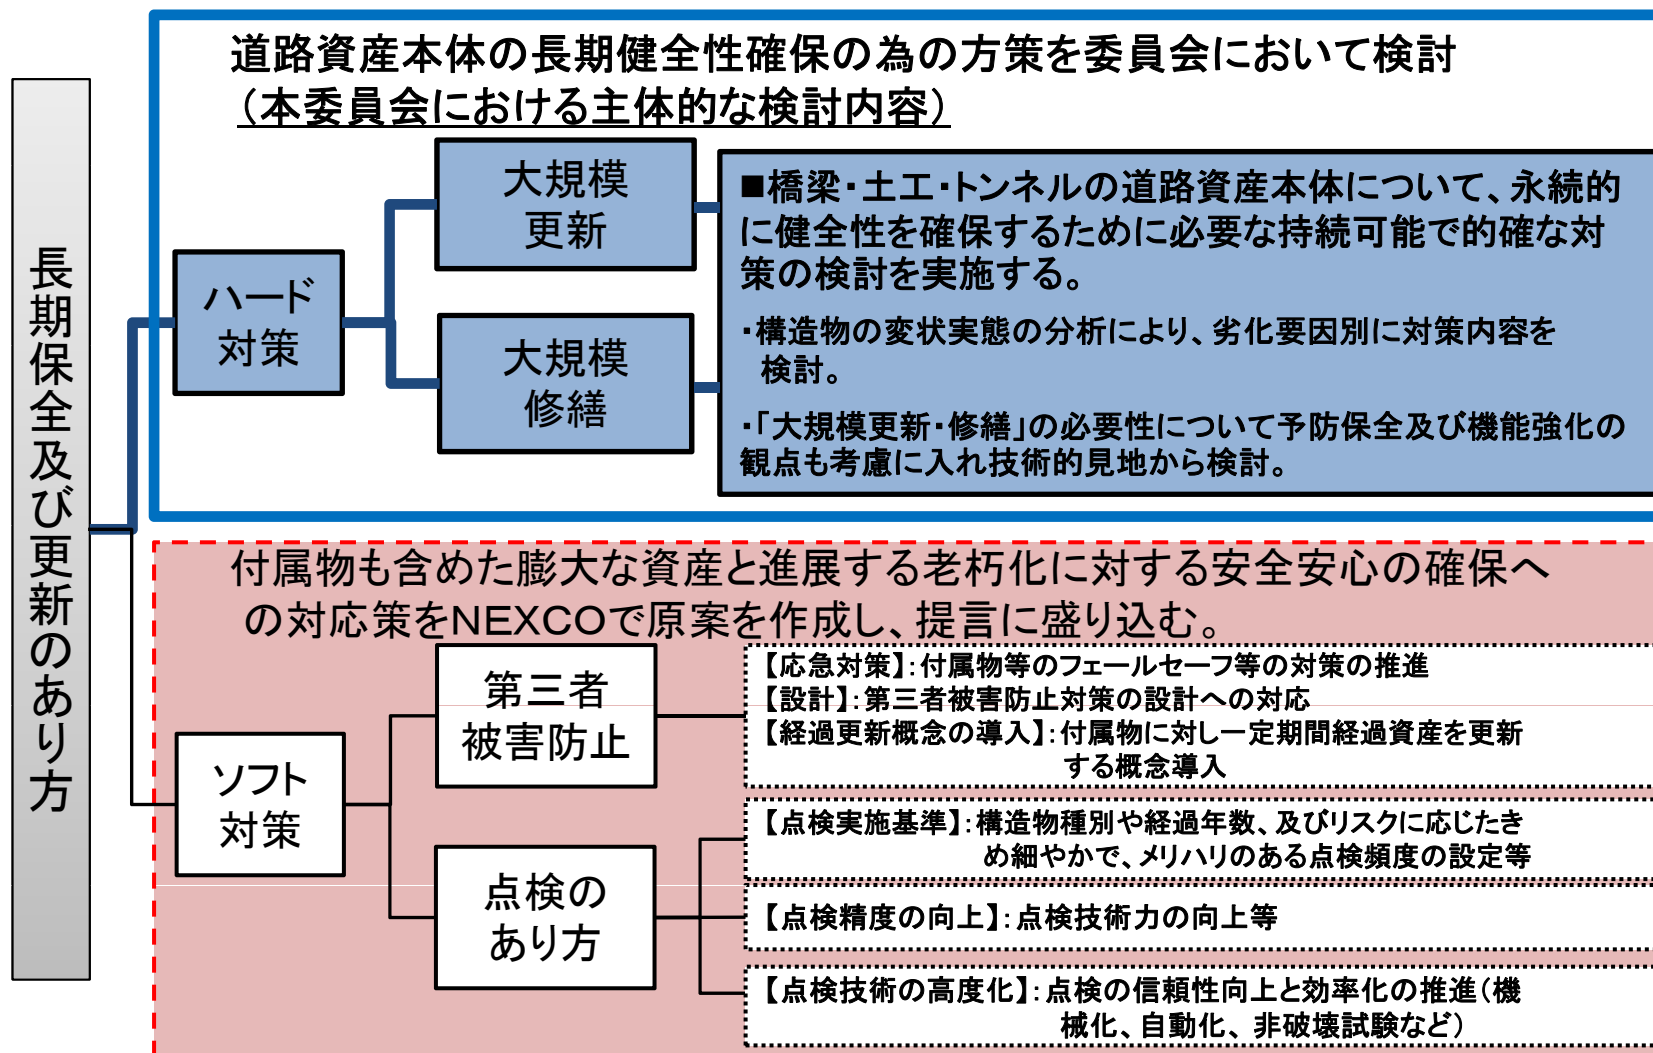 長期保全及び更新のあり方
道路資産本体の長期健全性確保の為の方策を委員会において検討
（本委員会における主体的な検討内容）
ハード
対策
大規模
更新
大規模
修繕
■橋梁・土工・トンネルの道路資産本体について、永続的
に健全性を確保するために必要な持続可能で的確な対
策の検討を実施する。
・構造物の変状実態の分析により、劣化要因別に対策内容を
検討。
・「大規模更新・修繕」の必要性について予防保全及び機能強化の
観点も考慮に入れ技術的見地から検討。
付属物も含めた膨大な資産と進展する老朽化に対する安全安心の確保へ
の対応策をNEXCOで原案を作成し、提言に盛り込む。
ソフト
対策
第三者
被害防止
【応急対策】：付属物等のフェールセーフ等の対策の推進
【設計】：第三者被害防止対策の設計への対応
【経過更新概念の導入】：付属物に対し一定期間経過資産を更新
する概念導入
点検の
あり方
【点検実施基準】：構造物種別や経過年数、及びリスクに応じたき
め細やかで、メリハリのある点検頻度の設定等
【点検精度の向上】：点検技術力の向上等
【点検技術の高度化】：点検の信頼性向上と効率化の推進（機
械化、自動化、非破壊試験など）